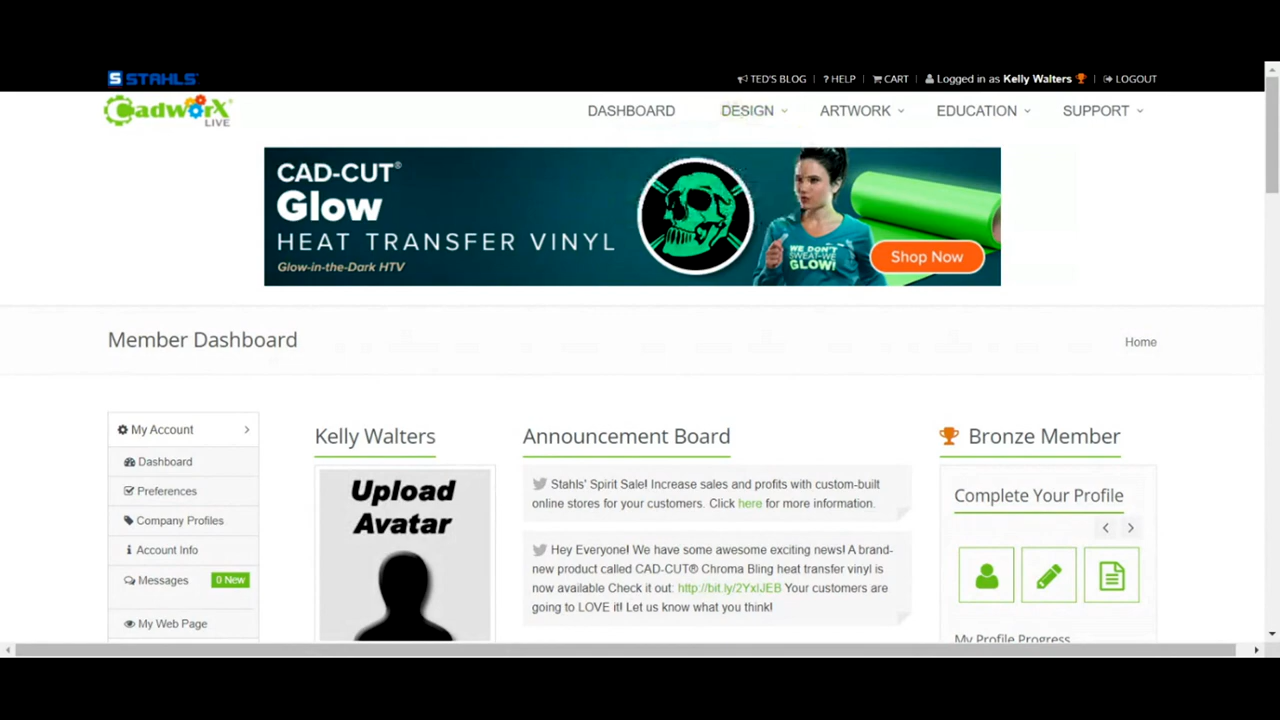 STAHLS'
TED'S BLOG
? HELP
CART
Logged in as Kelly Walters
LOGOUT
CadworX
LIVE
DASHBOARD
DESIGN
ARTWORK
EDUCATION
SUPPORT
CAD-CUT®
Glow
HEAT TRANSFER VINYL
Glow-in-the-Dark HTV
WE DON'T
SWEAT-WE
GLOW!
Shop Now
Member Dashboard
Home
My Account
Dashboard
Preferences
Company Profiles
Account Info
Messages 0 New
My Web Page
Kelly Walters
Upload
Avatar
Announcement Board
Stahls' Spirit Sale! Increase sales and profits with custom-built
online stores for your customers. Click here for more information.
Hey Everyone! We have some awesome exciting news! A brand-
new product called CAD-CUT® Chroma Bling heat transfer vinyl is
now available Check it out: http://bit.ly/2YxIJEB Your customers are
going to LOVE it! Let us know what you think!
Bronze Member
Complete Your Profile
My Profile Progress